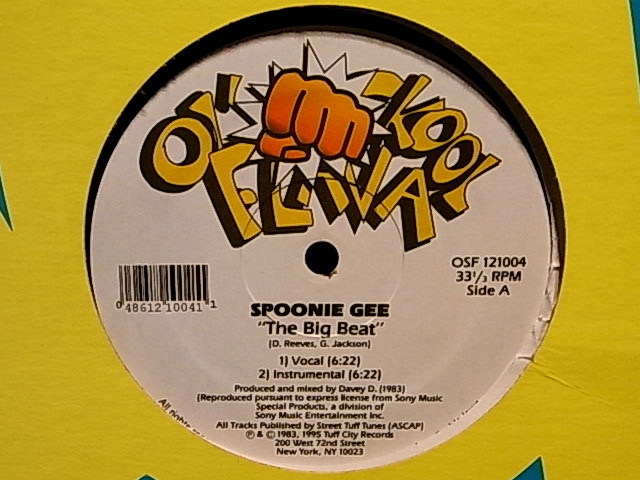 OL' SKOOL
FLAVA
OSF 121004
33⅓ RPM
Side A
0 48612 10041 1
SPOONIE GEE
"The Big Beat"
(D. Reeves, G. Jackson)
1) Vocal (6:22)
2) Instrumental (6:22)
Produced and mixed by Davey D. (1983)
(Reproduced pursuant to express license from Sony Music
Special Products, a division of
Sony Music Entertainment Inc.
All Tracks Published by Street Tuff Tunes (ASCAP)
℗ & © 1983, 1995 Tuff City Records
200 West 72nd Street
New York, NY 10023
All rights